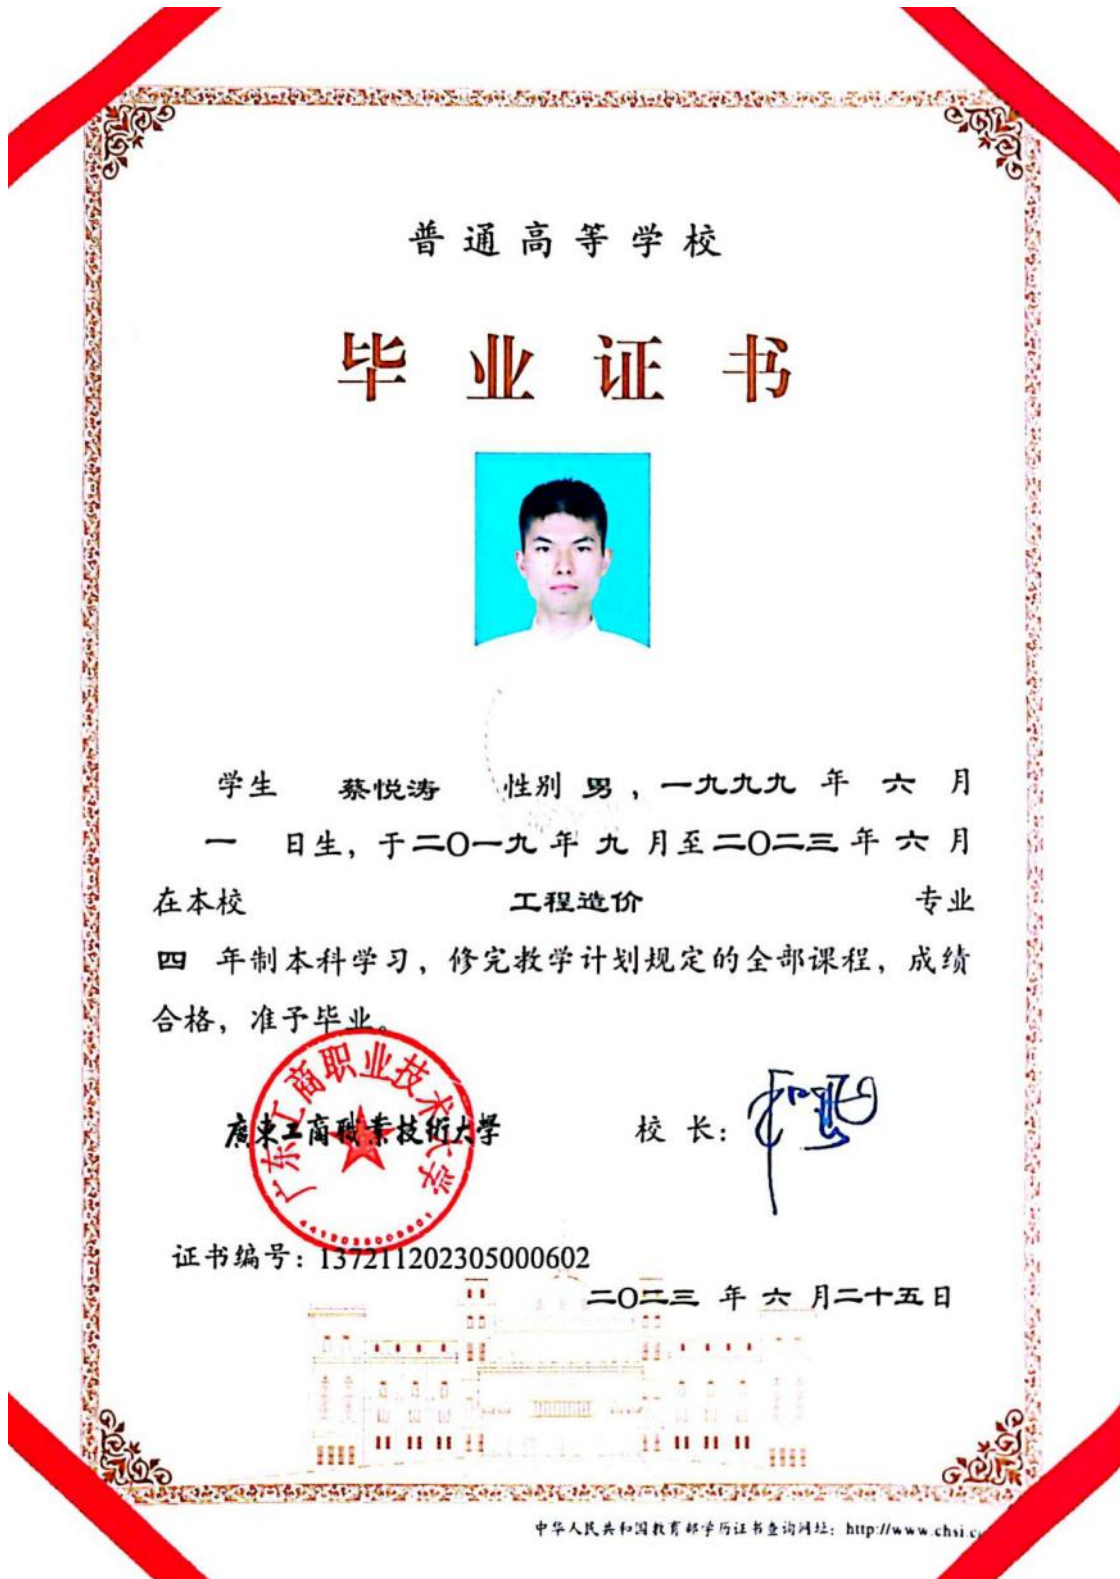 普通高等学校
毕业证书
学生 蔡悦涛 性别 男，一九九九 年 六 月
一 日生，于二〇一九 年 九 月至二〇二三 年 六 月
在本校 工程造价 专业
四 年制本科学习，修完教学计划规定的全部课程，成绩
合格，准予毕业。
广东工商职业技术大学
廣東工商職業技術大學 校 长：
证书编号：137211202305000602
二〇二三 年 六 月二十五日
中华人民共和国教育部学历证书查询网址：http://www.chsi.c